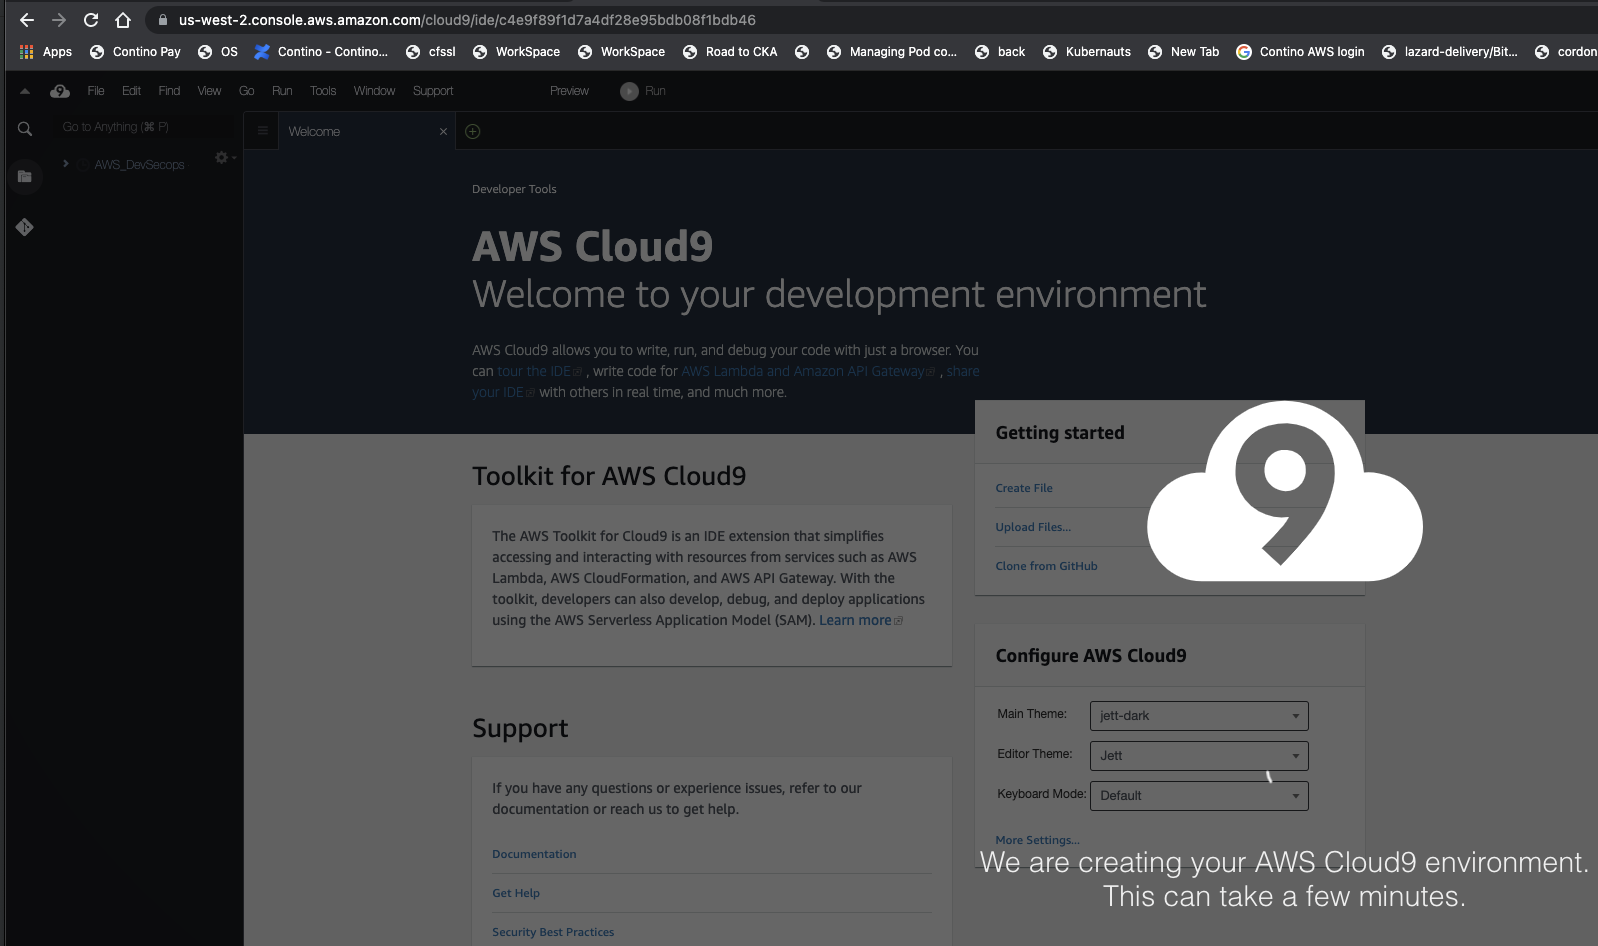 us-west-2.console.aws.amazon.com/cloud9/ide/c4e9f89f1d7a4df28e95bdb08f1bdb46
Apps Contino Pay OS Contino - Contino... cfssl WorkSpace WorkSpace Road to CKA Managing Pod co... back Kubernauts New Tab Contino AWS login lazard-delivery/Bit... cordon
9 File Edit Find View Go Run Tools Window Support Preview Run
Go to Anything (⌘ P)
Welcome
AWS_DevSecops
Developer Tools
AWS Cloud9
Welcome to your development environment
AWS Cloud9 allows you to write, run, and debug your code with just a browser. You
can tour the IDE , write code for AWS Lambda and Amazon API Gateway , share
your IDE with others in real time, and much more.
Getting started
Create File
Upload Files...
Clone from GitHub
9
Toolkit for AWS Cloud9
The AWS Toolkit for Cloud9 is an IDE extension that simplifies
accessing and interacting with resources from services such as AWS
Lambda, AWS CloudFormation, and AWS API Gateway. With the
toolkit, developers can also develop, debug, and deploy applications
using the AWS Serverless Application Model (SAM). Learn more
Configure AWS Cloud9
Main Theme: jett-dark
Editor Theme: Jett
Keyboard Mode: Default
More Settings...
Support
If you have any questions or experience issues, refer to our
documentation or reach us to get help.
Documentation
Get Help
Security Best Practices
We are creating your AWS Cloud9 environment.
This can take a few minutes.